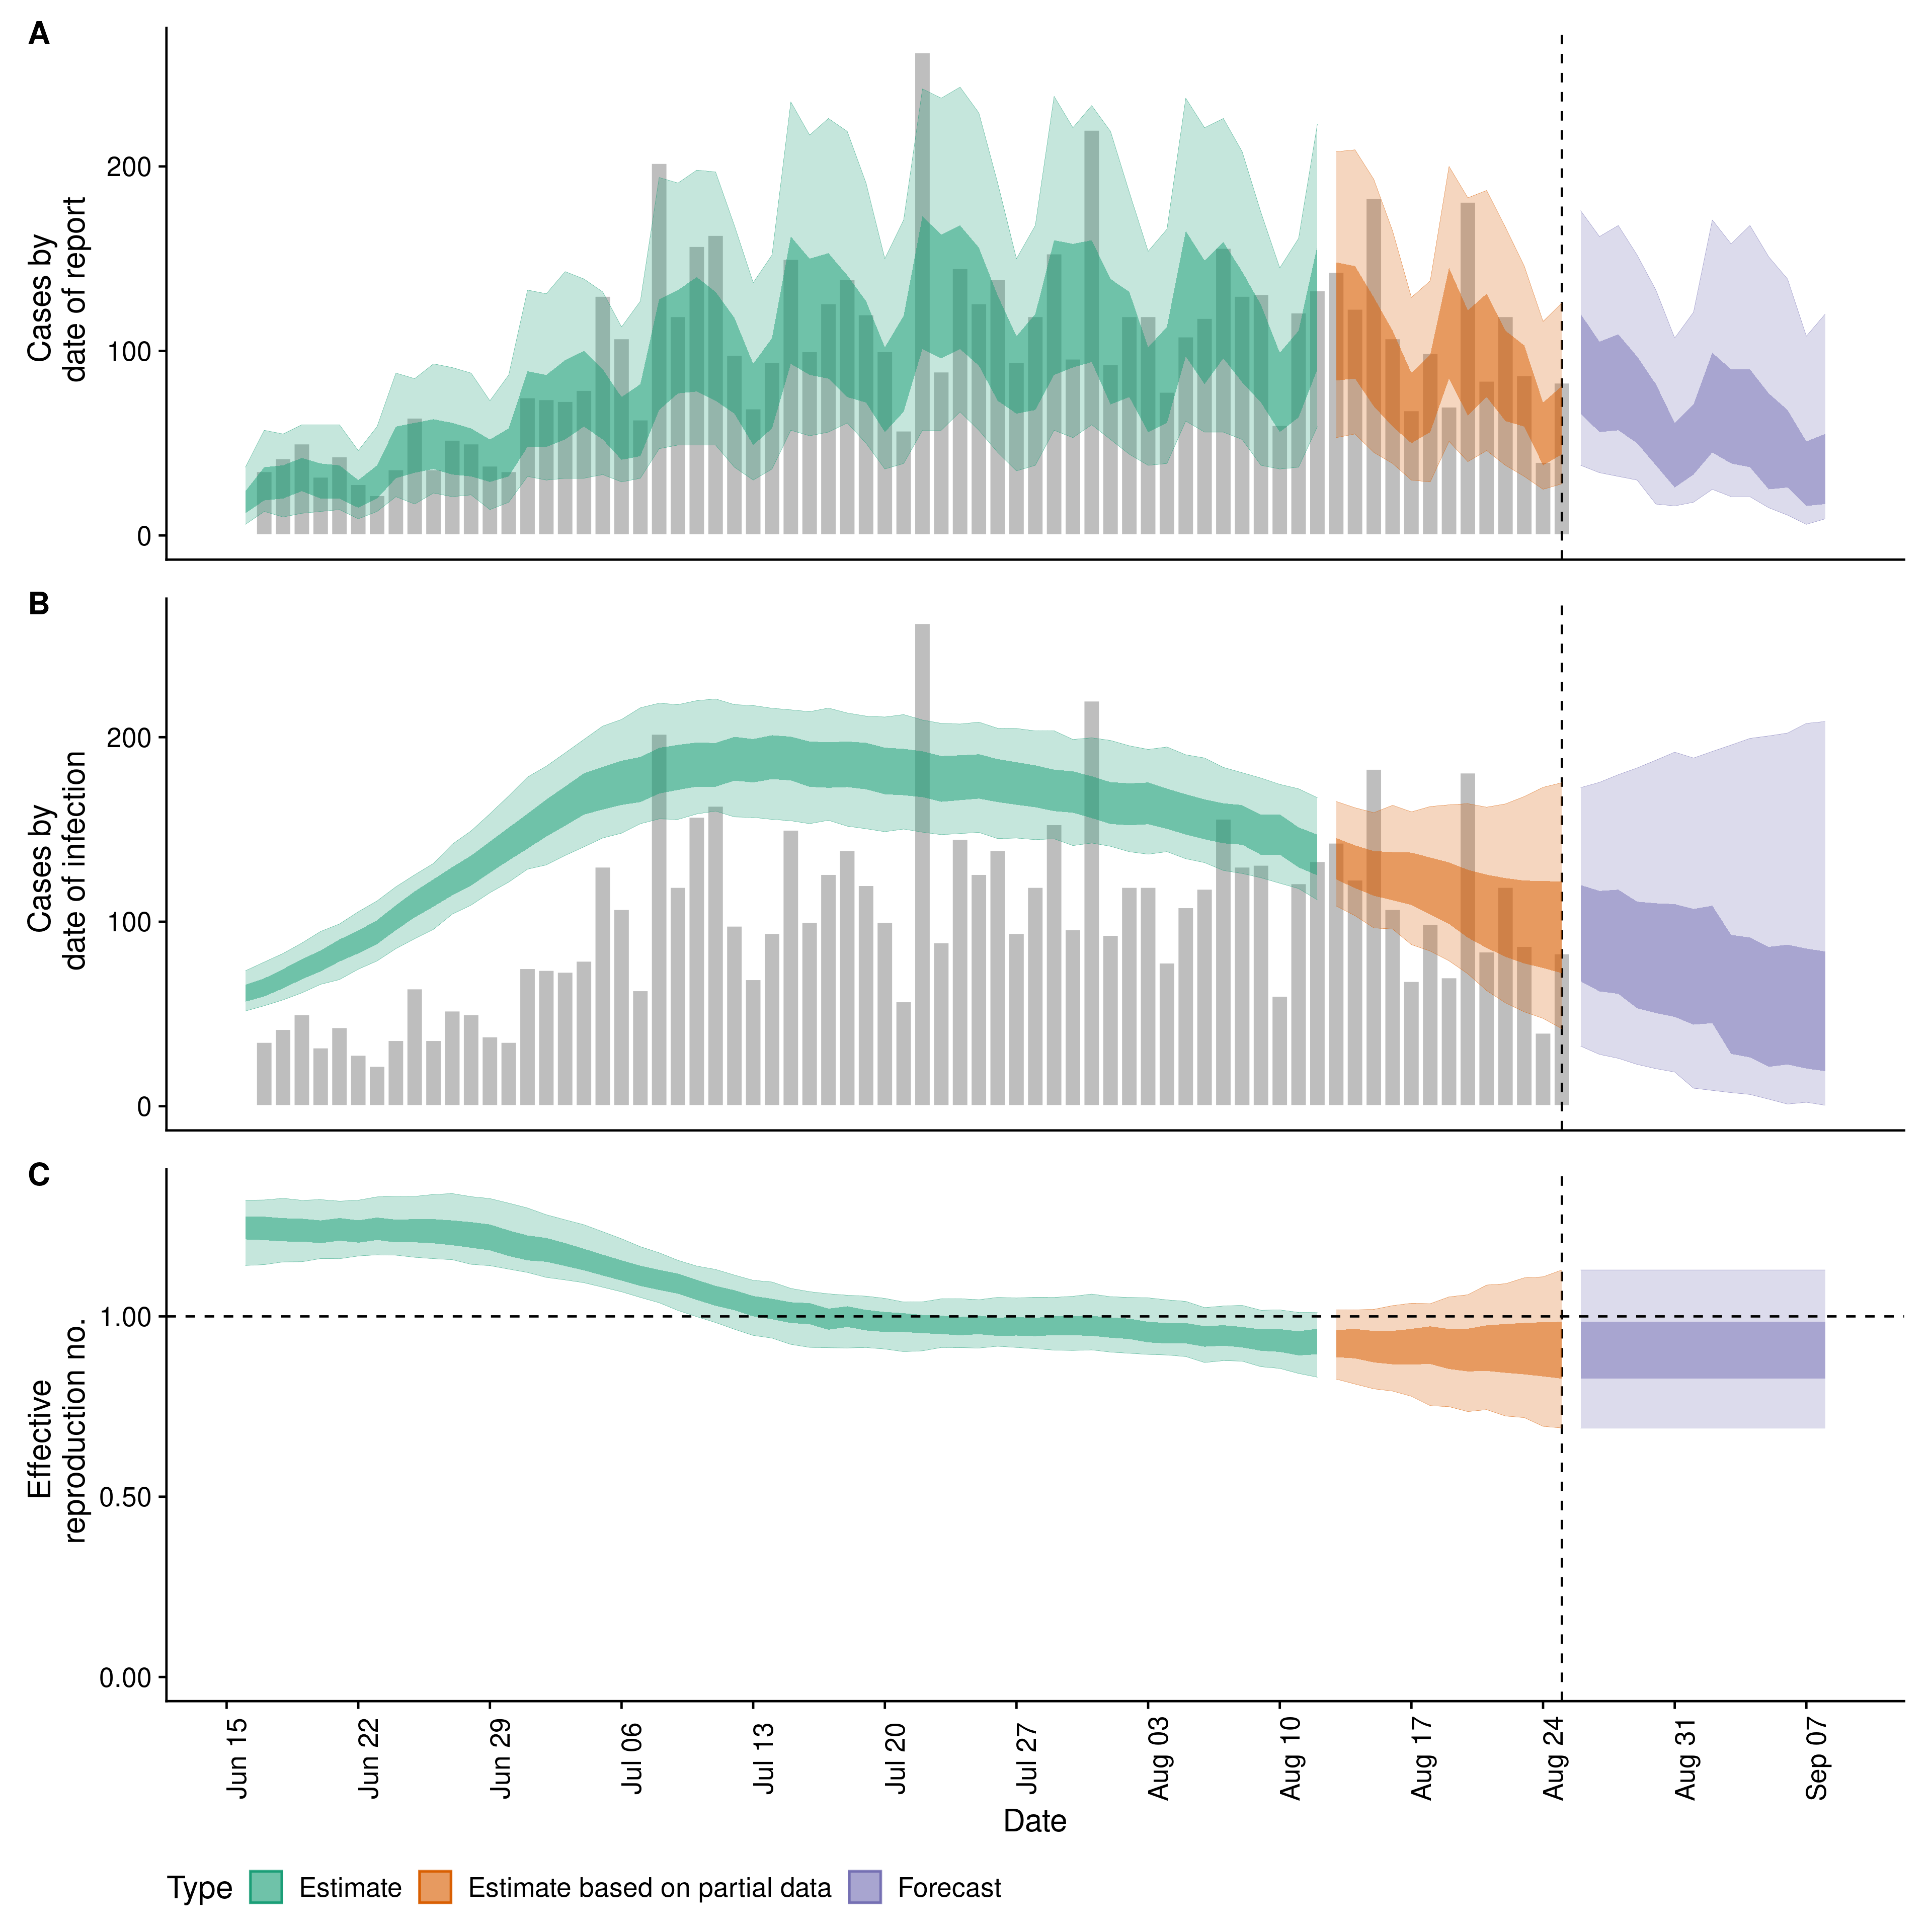 A
Cases by
date of report
200
100
0
B
Cases by
date of infection
200
100
0
C
Effective
reproduction no.
1.00
0.50
0.00
Jun 15
Jun 22
Jun 29
Jul 06
Jul 13
Jul 20
Jul 27
Aug 03
Aug 10
Aug 17
Aug 24
Aug 31
Sep 07
Date
Type Estimate Estimate based on partial data Forecast